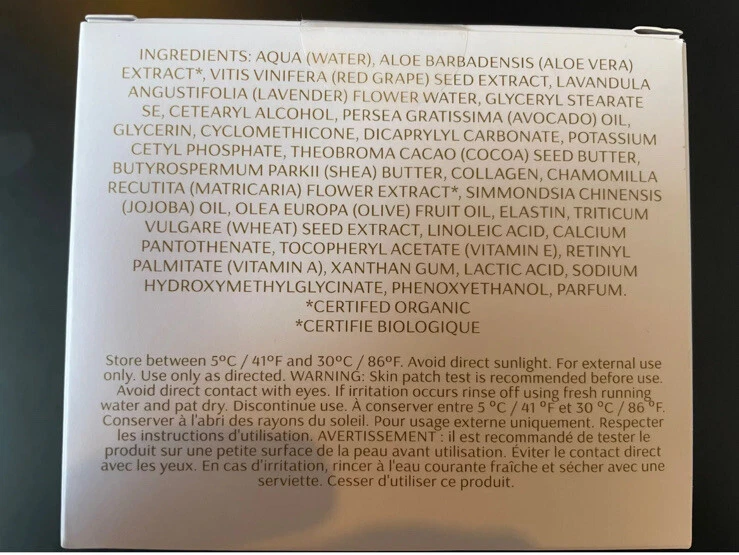 INGREDIENTS: AQUA (WATER), ALOE BARBADENSIS (ALOE VERA)
EXTRACT*, VITIS VINIFERA (RED GRAPE) SEED EXTRACT, LAVANDULA
ANGUSTIFOLIA (LAVENDER) FLOWER WATER, GLYCERYL STEARATE
SE, CETEARYL ALCOHOL, PERSEA GRATISSIMA (AVOCADO) OIL,
GLYCERIN, CYCLOMETHICONE, DICAPRYLYL CARBONATE, POTASSIUM
CETYL PHOSPHATE, THEOBROMA CACAO (COCOA) SEED BUTTER,
BUTYROSPERMUM PARKII (SHEA) BUTTER, COLLAGEN, CHAMOMILLA
RECUTITA (MATRICARIA) FLOWER EXTRACT*, SIMMONDSIA CHINENSIS
(JOJOBA) OIL, OLEA EUROPA (OLIVE) FRUIT OIL, ELASTIN, TRITICUM
VULGARE (WHEAT) SEED EXTRACT, LINOLEIC ACID, CALCIUM
PANTOTHENATE, TOCOPHERYL ACETATE (VITAMIN E), RETINYL
PALMITATE (VITAMIN A), XANTHAN GUM, LACTIC ACID, SODIUM
HYDROXYMETHYLGLYCINATE, PHENOXYETHANOL, PARFUM.
*CERTIFED ORGANIC
*CERTIFIE BIOLOGIQUE
Store between 5ºC / 41ºF and 30ºC / 86ºF. Avoid direct sunlight. For external use
only. Use only as directed. WARNING: Skin patch test is recommended before use.
Avoid direct contact with eyes. If irritation occurs rinse off using fresh running
water and pat dry. Discontinue use. À conserver entre 5 ºC / 41 ºF et 30 ºC / 86 ºF.
Conserver à l'abri des rayons du soleil. Pour usage externe uniquement. Respecter
les instructions d'utilisation. AVERTISSEMENT : il est recommandé de tester le
produit sur une petite surface de la peau avant utilisation. Éviter le contact direct
avec les yeux. En cas d'irritation, rincer à l'eau courante fraîche et sécher avec une
serviette. Cesser d'utiliser ce produit.